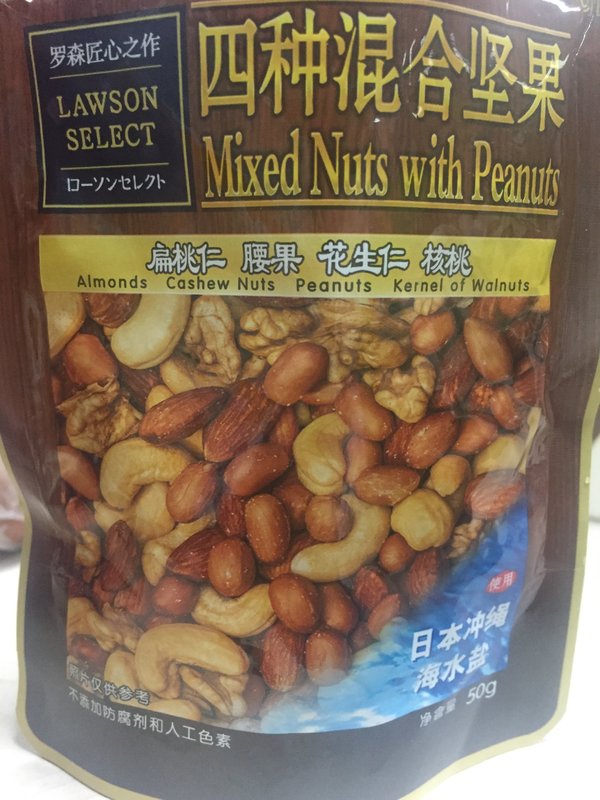 罗森匠心之作
LAWSON
SELECT
ローソンセレクト
四种混合坚果
Mixed Nuts with Peanuts
扁桃仁 腰果 花生仁 核桃
Almonds Cashew Nuts Peanuts Kernel of Walnuts
使用
日本冲绳
海水盐
净含量 50g
照片仅供参考
不添加防腐剂和人工色素